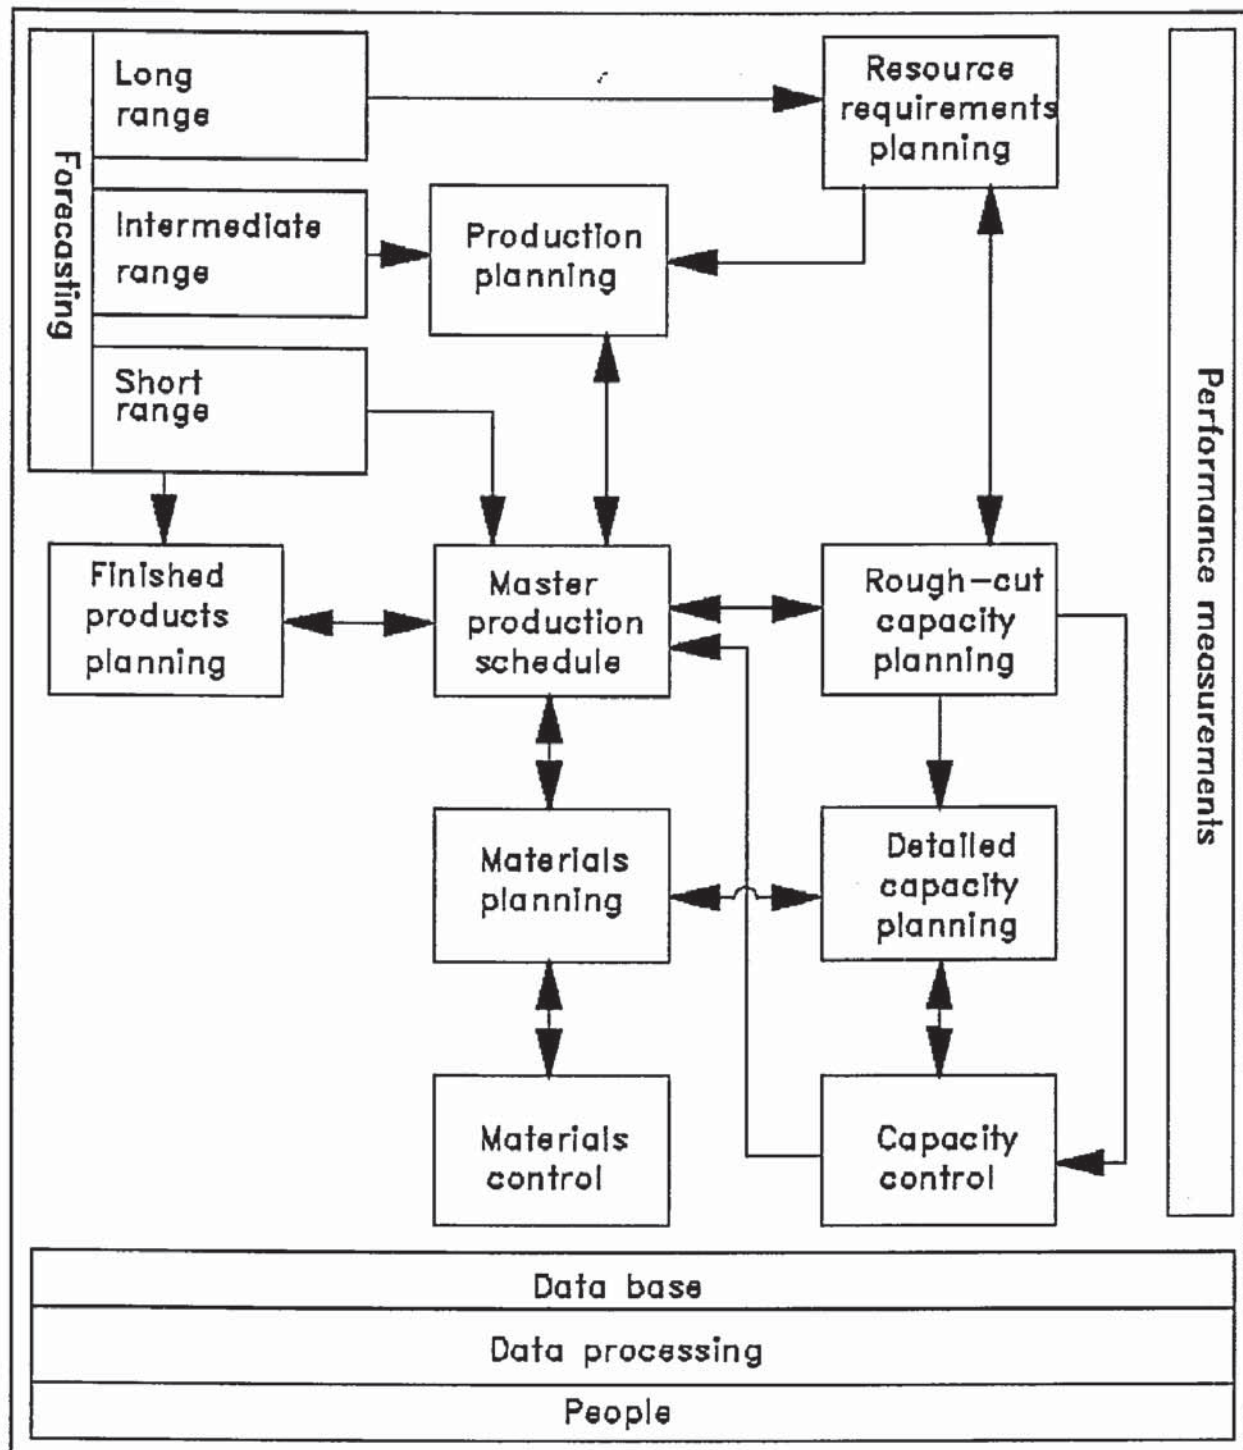 Forecasting
Long
range
Intermediate
range
Short
range
Resource
requirements
planning
Production
planning
Finished
products
planning
Master
production
schedule
Rough-cut
capacity
planning
Materials
planning
Detailed
capacity
planning
Materials
control
Capacity
control
Performance measurements
Data base
Data processing
People